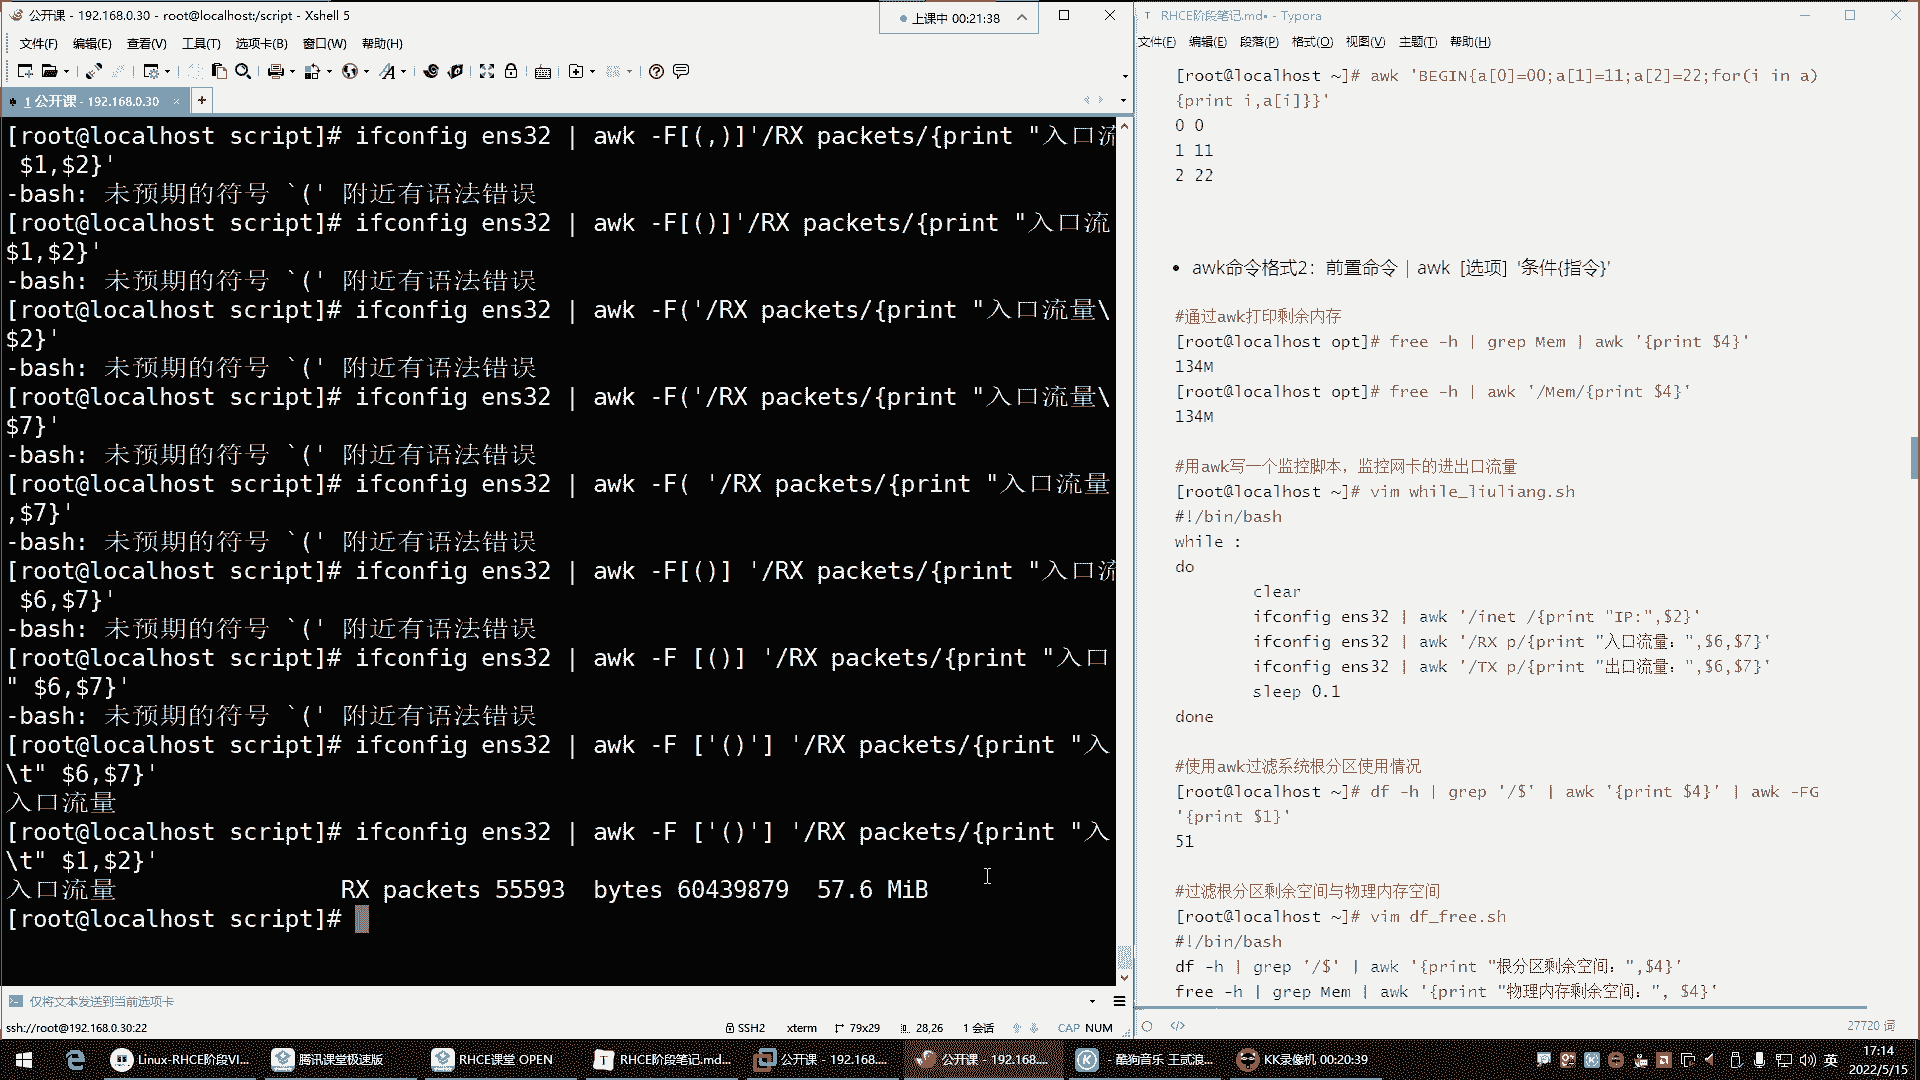 公开课 - 192.168.0.30 - root@localhost:/script - Xshell 5
上课中 00:21:38
文件(F) 编辑(E) 查看(V) 工具(T) 选项卡(B) 窗口(W) 帮助(H)
1 公开课 - 192.168.0.30 × +
[root@localhost script]# ifconfig ens32 | awk -F[(,)]'/RX packets/{print "入口流
$1,$2}'
-bash: 未预期的符号 `(' 附近有语法错误
[root@localhost script]# ifconfig ens32 | awk -F[()]'/RX packets/{print "入口流
$1,$2}'
-bash: 未预期的符号 `(' 附近有语法错误
[root@localhost script]# ifconfig ens32 | awk -F('/RX packets/{print "入口流量\
$2}'
-bash: 未预期的符号 `(' 附近有语法错误
[root@localhost script]# ifconfig ens32 | awk -F('/RX packets/{print "入口流量\
$7}'
-bash: 未预期的符号 `(' 附近有语法错误
[root@localhost script]# ifconfig ens32 | awk -F( '/RX packets/{print "入口流量
,$7}'
-bash: 未预期的符号 `(' 附近有语法错误
[root@localhost script]# ifconfig ens32 | awk -F[()] '/RX packets/{print "入口流
$6,$7}'
-bash: 未预期的符号 `(' 附近有语法错误
[root@localhost script]# ifconfig ens32 | awk -F [()] '/RX packets/{print "入口
" $6,$7}'
-bash: 未预期的符号 `(' 附近有语法错误
[root@localhost script]# ifconfig ens32 | awk -F ['()'] '/RX packets/{print "入
\t" $6,$7}'
入口流量
[root@localhost script]# ifconfig ens32 | awk -F ['()'] '/RX packets/{print "入
\t" $1,$2}'
入口流量 RX packets 55593 bytes 60439879 57.6 MiB
[root@localhost script]#
仅将文本发送到当前选项卡
ssh://root@192.168.0.30:22 SSH2 xterm 79x29 28,26 1 会话 CAP NUM
RHCE阶段笔记.md• - Typora
文件(F) 编辑(E) 段落(P) 格式(O) 视图(V) 主题(T) 帮助(H)
[root@localhost ~]# awk 'BEGIN{a[0]=00;a[1]=11;a[2]=22;for(i in a)
{print i,a[i]}}'
0 0
1 11
2 22
• awk命令格式2：前置命令 | awk [选项] '条件{指令}'
#通过awk打印剩余内存
[root@localhost opt]# free -h | grep Mem | awk '{print $4}'
134M
[root@localhost opt]# free -h | awk '/Mem/{print $4}'
134M
#用awk写一个监控脚本，监控网卡的进出口流量
[root@localhost ~]# vim while_liuliang.sh
#!/bin/bash
while :
do
clear
ifconfig ens32 | awk '/inet /{print "IP:",$2}'
ifconfig ens32 | awk '/RX p/{print "入口流量：",$6,$7}'
ifconfig ens32 | awk '/TX p/{print "出口流量：",$6,$7}'
sleep 0.1
done
#使用awk过滤系统根分区使用情况
[root@localhost ~]# df -h | grep '/$' | awk '{print $4}' | awk -FG
'{print $1}'
51
#过滤根分区剩余空间与物理内存空间
[root@localhost ~]# vim df_free.sh
#!/bin/bash
df -h | grep '/$' | awk '{print "根分区剩余空间：",$4}'
free -h | grep Mem | awk '{print "物理内存剩余空间：", $4}'
</> 27720 词
Linux-RHCE阶段VI... 腾讯课堂极速版 RHCE课堂 OPEN RHCE阶段笔记.md... 公开课 - 192.168.... 公开课 - 192.168.... - 酷狗音乐 王贰浪... KK录像机 00:20:39 英 17:14
2022/5/15